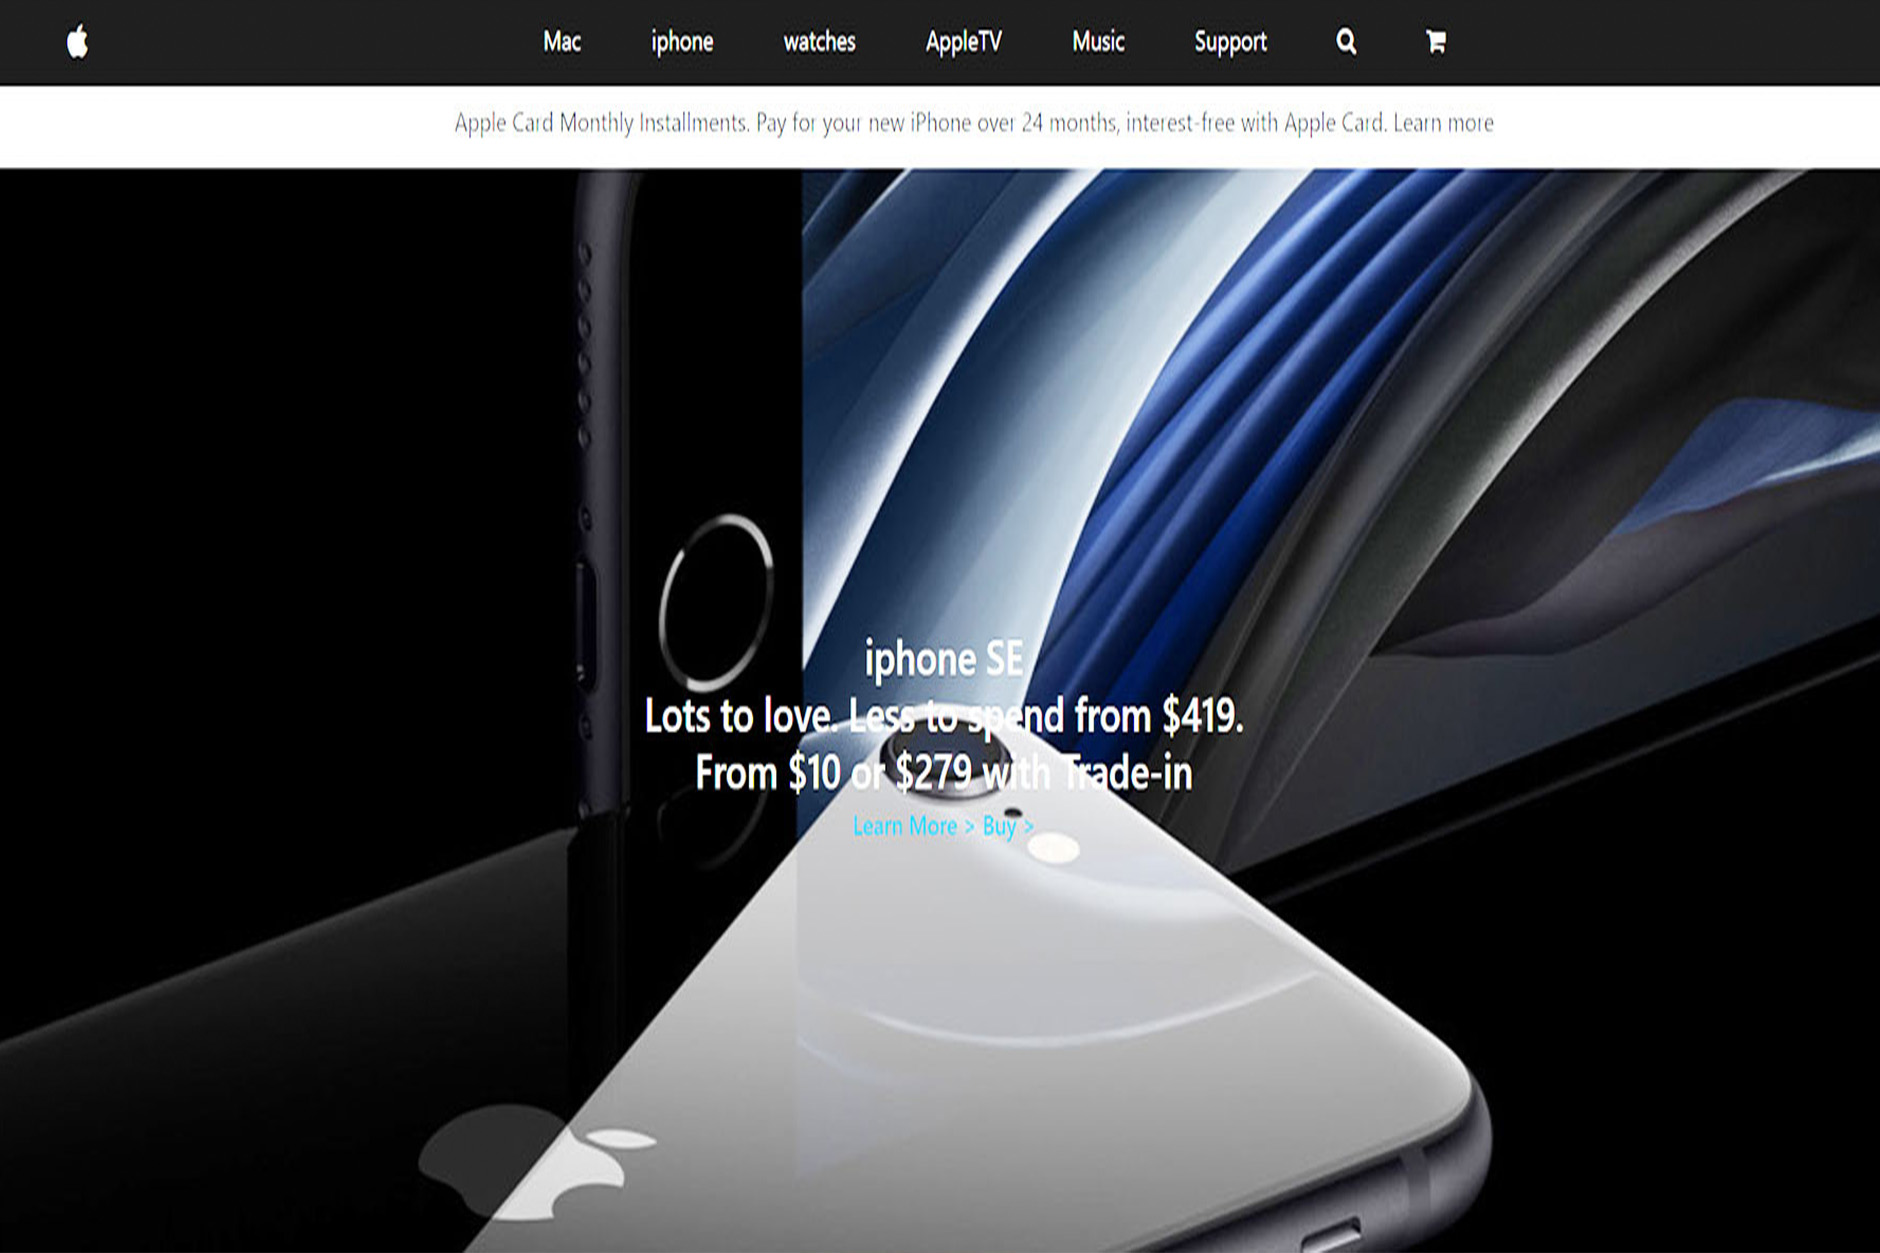 Mac iphone watches AppleTV Music Support
Apple Card Monthly Installments. Pay for your new iPhone over 24 months, interest-free with Apple Card. Learn more
iphone SE
Lots to love. Less to spend from $419.
From $10 or $279 with Trade-in
Learn More > Buy >